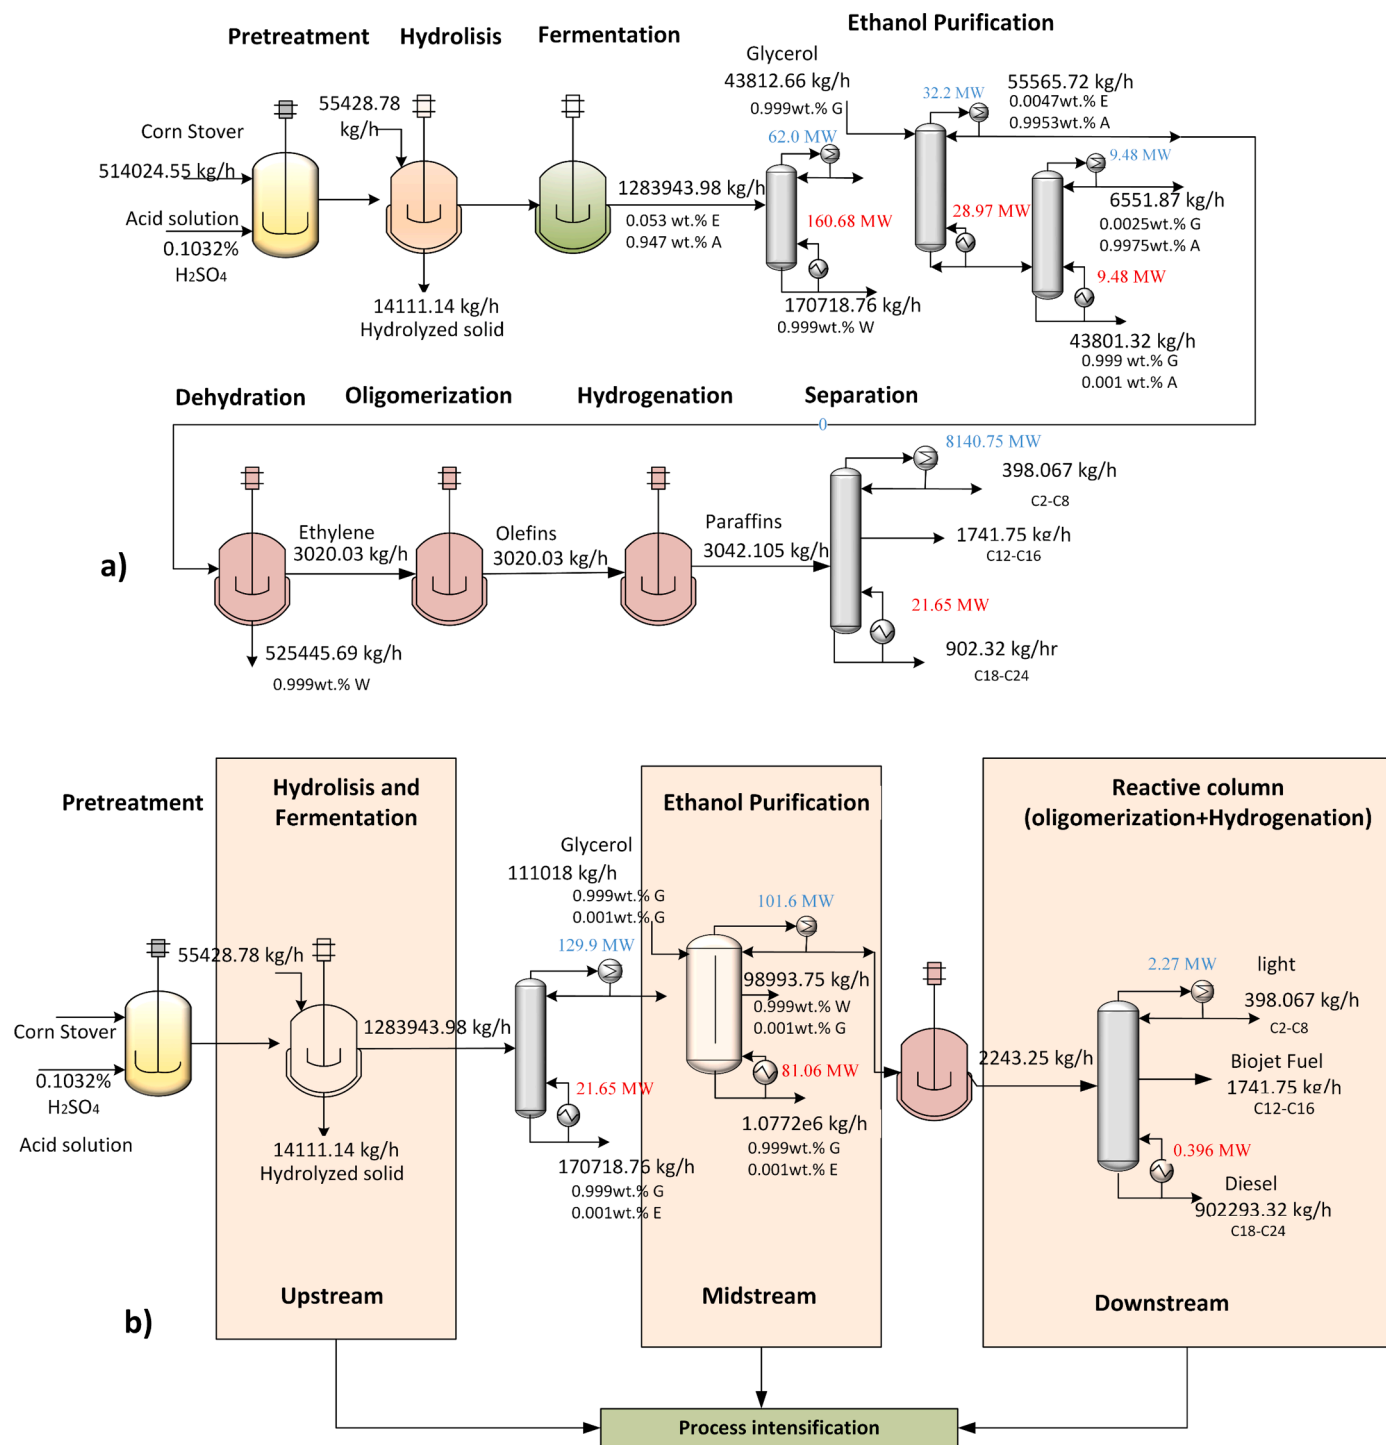 Pretreatment
Hydrolisis
Fermentation
Ethanol Purification
Corn Stover
514024.55 kg/h
Acid solution
0.1032%
H2SO4
55428.78
kg/h
14111.14 kg/h
Hydrolyzed solid
1283943.98 kg/h
0.053 wt.% E
0.947 wt.% A
Glycerol
43812.66 kg/h
0.999wt.% G
62.0 MW
160.68 MW
170718.76 kg/h
0.999wt.% W
32.2 MW
28.97 MW
55565.72 kg/h
0.0047wt.% E
0.9953wt.% A
9.48 MW
6551.87 kg/h
0.0025wt.% G
0.9975wt.% A
9.48 MW
43801.32 kg/h
0.999 wt.% G
0.001 wt.% A
Dehydration
Oligomerization
Hydrogenation
Separation
0
a)
Ethylene
3020.03 kg/h
525445.69 kg/h
0.999wt.% W
Olefins
3020.03 kg/h
Paraffins
3042.105 kg/h
8140.75 MW
398.067 kg/h
C2-C8
1741.75 kg/h
C12-C16
21.65 MW
902.32 kg/hr
C18-C24
b)
Pretreatment
Corn Stover
0.1032%
H2SO4
Acid solution
Hydrolisis and
Fermentation
55428.78 kg/h
14111.14 kg/h
Hydrolyzed solid
Upstream
1283943.98 kg/h
Glycerol
111018 kg/h
0.999wt.% G
0.001wt.% G
129.9 MW
21.65 MW
170718.76 kg/h
0.999wt.% G
0.001wt.% E
Ethanol Purification
101.6 MW
98993.75 kg/h
0.999wt.% W
0.001wt.% G
81.06 MW
1.0772e6 kg/h
0.999wt.% G
0.001wt.% E
Midstream
2243.25 kg/h
Reactive column
(oligomerization+Hydrogenation)
2.27 MW
light
398.067 kg/h
C2-C8
Biojet Fuel
1741.75 kg/h
C12-C16
0.396 MW
Diesel
902293.32 kg/h
C18-C24
Downstream
Process intensification